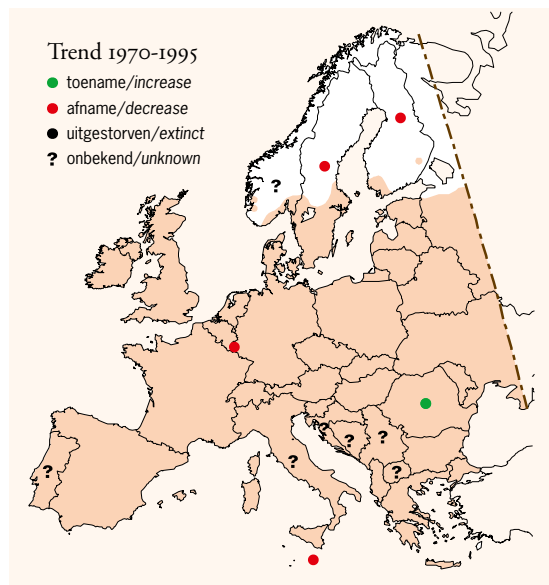 Trend 1970-1995
toename/increase
afname/decrease
uitgestorven/extinct
? onbekend/unknown
?
?
?
?
?
?
?